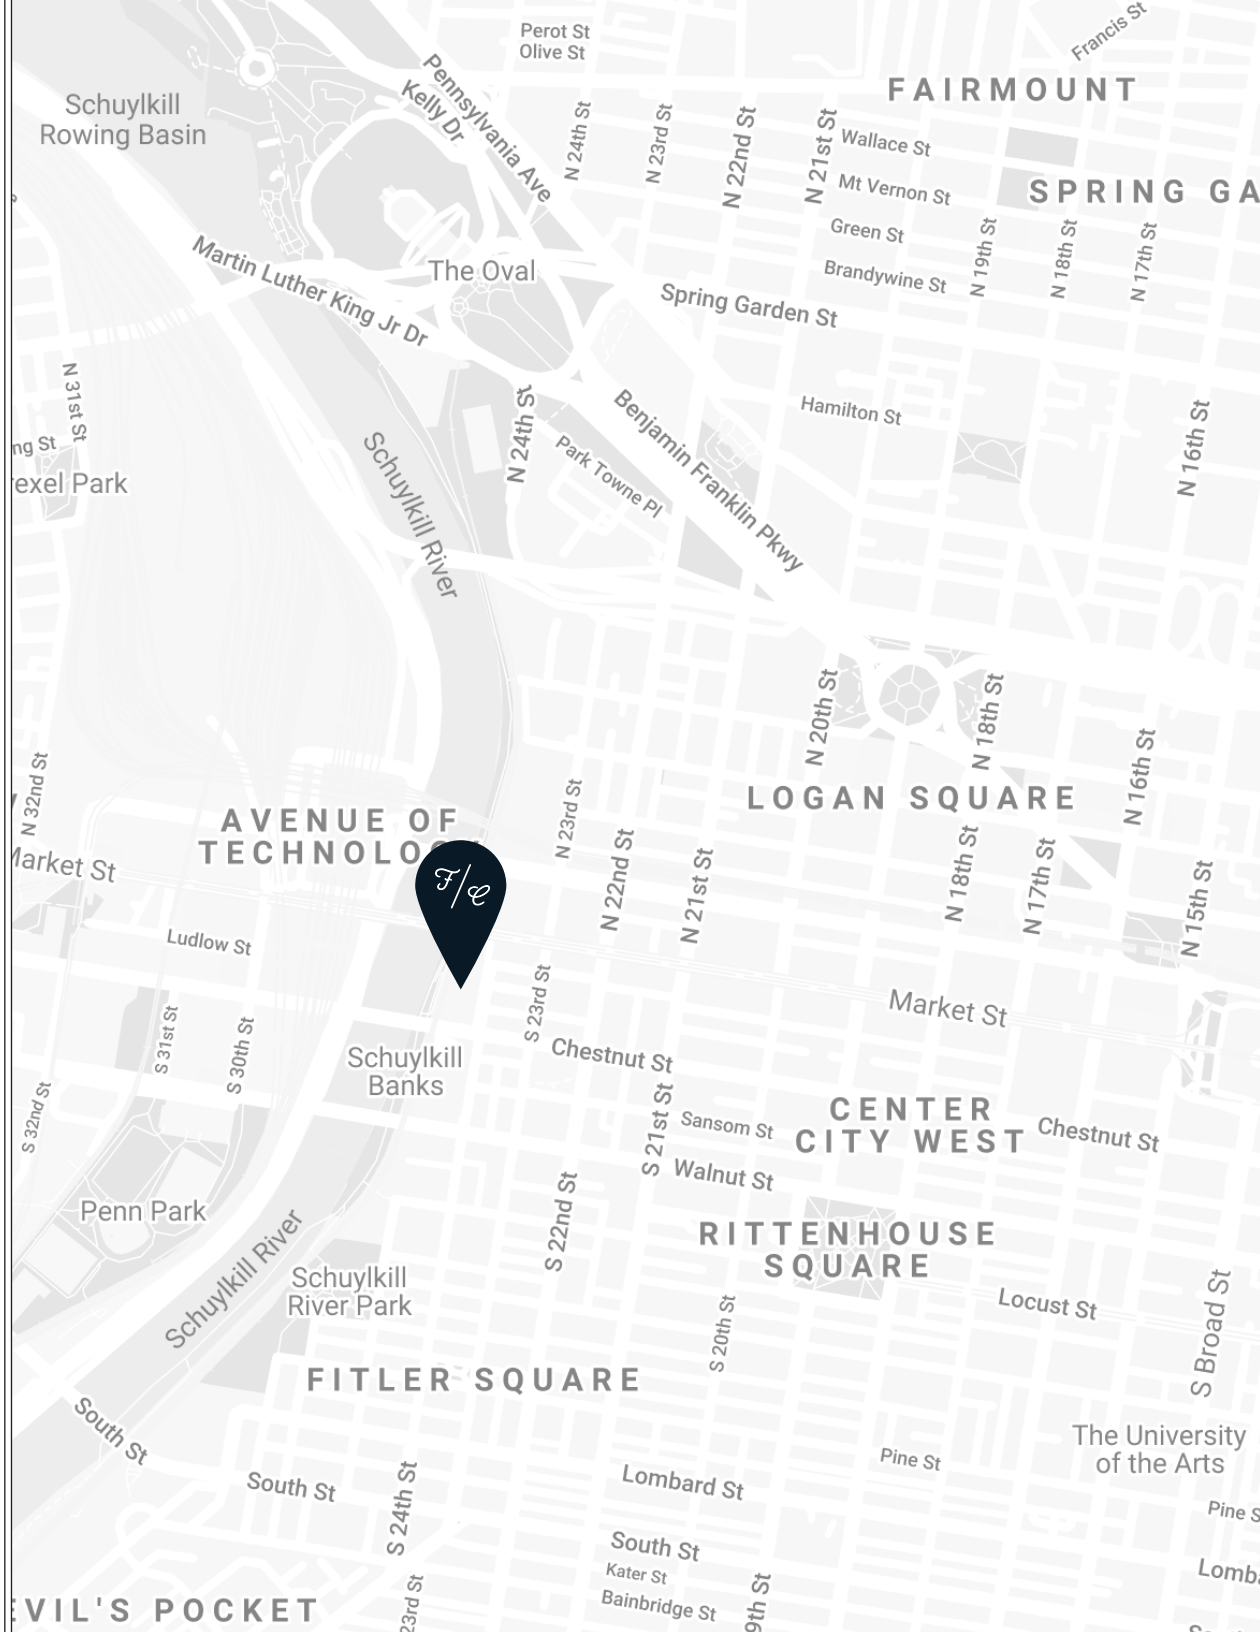 Perot St
Olive St
Francis St
Pennsylvania Ave
Kelly Dr
FAIRMOUNT
Schuylkill
Rowing Basin
N 24th St
N 23rd St
N 22nd St
N 21st St
Wallace St
Mt Vernon St
SPRING GA
Green St
Brandywine St
N 19th St
N 18th St
N 17th St
Martin Luther King Jr Dr
The Oval
Spring Garden St
N 31st St
N 24th St
Benjamin Franklin Pkwy
Hamilton St
N 16th St
ng St
rexel Park
Schuylkill River
Park Towne Pl
N 20th St
N 18th St
N 16th St
N 32nd St
LOGAN SQUARE
AVENUE OF
TECHNOLOG
N 23rd St
N 22nd St
N 21st St
N 18th St
N 17th St
N 15th St
Market St
F/C
Ludlow St
S 23rd St
Market St
S 31st St
S 30th St
Schuylkill
Banks
Chestnut St
S 32nd St
S 21st St
Sansom St
CENTER
CITY WEST
Chestnut St
Walnut St
Penn Park
S 22nd St
RITTENHOUSE
SQUARE
Schuylkill River
Schuylkill
River Park
Locust St
S 20th St
S Broad St
FITLER SQUARE
South St
The University
of the Arts
South St
S 24th St
Lombard St
Pine St
Pine S
South St
Kater St
Bainbridge St
Lomba
EVIL'S POCKET
23rd St
9th St